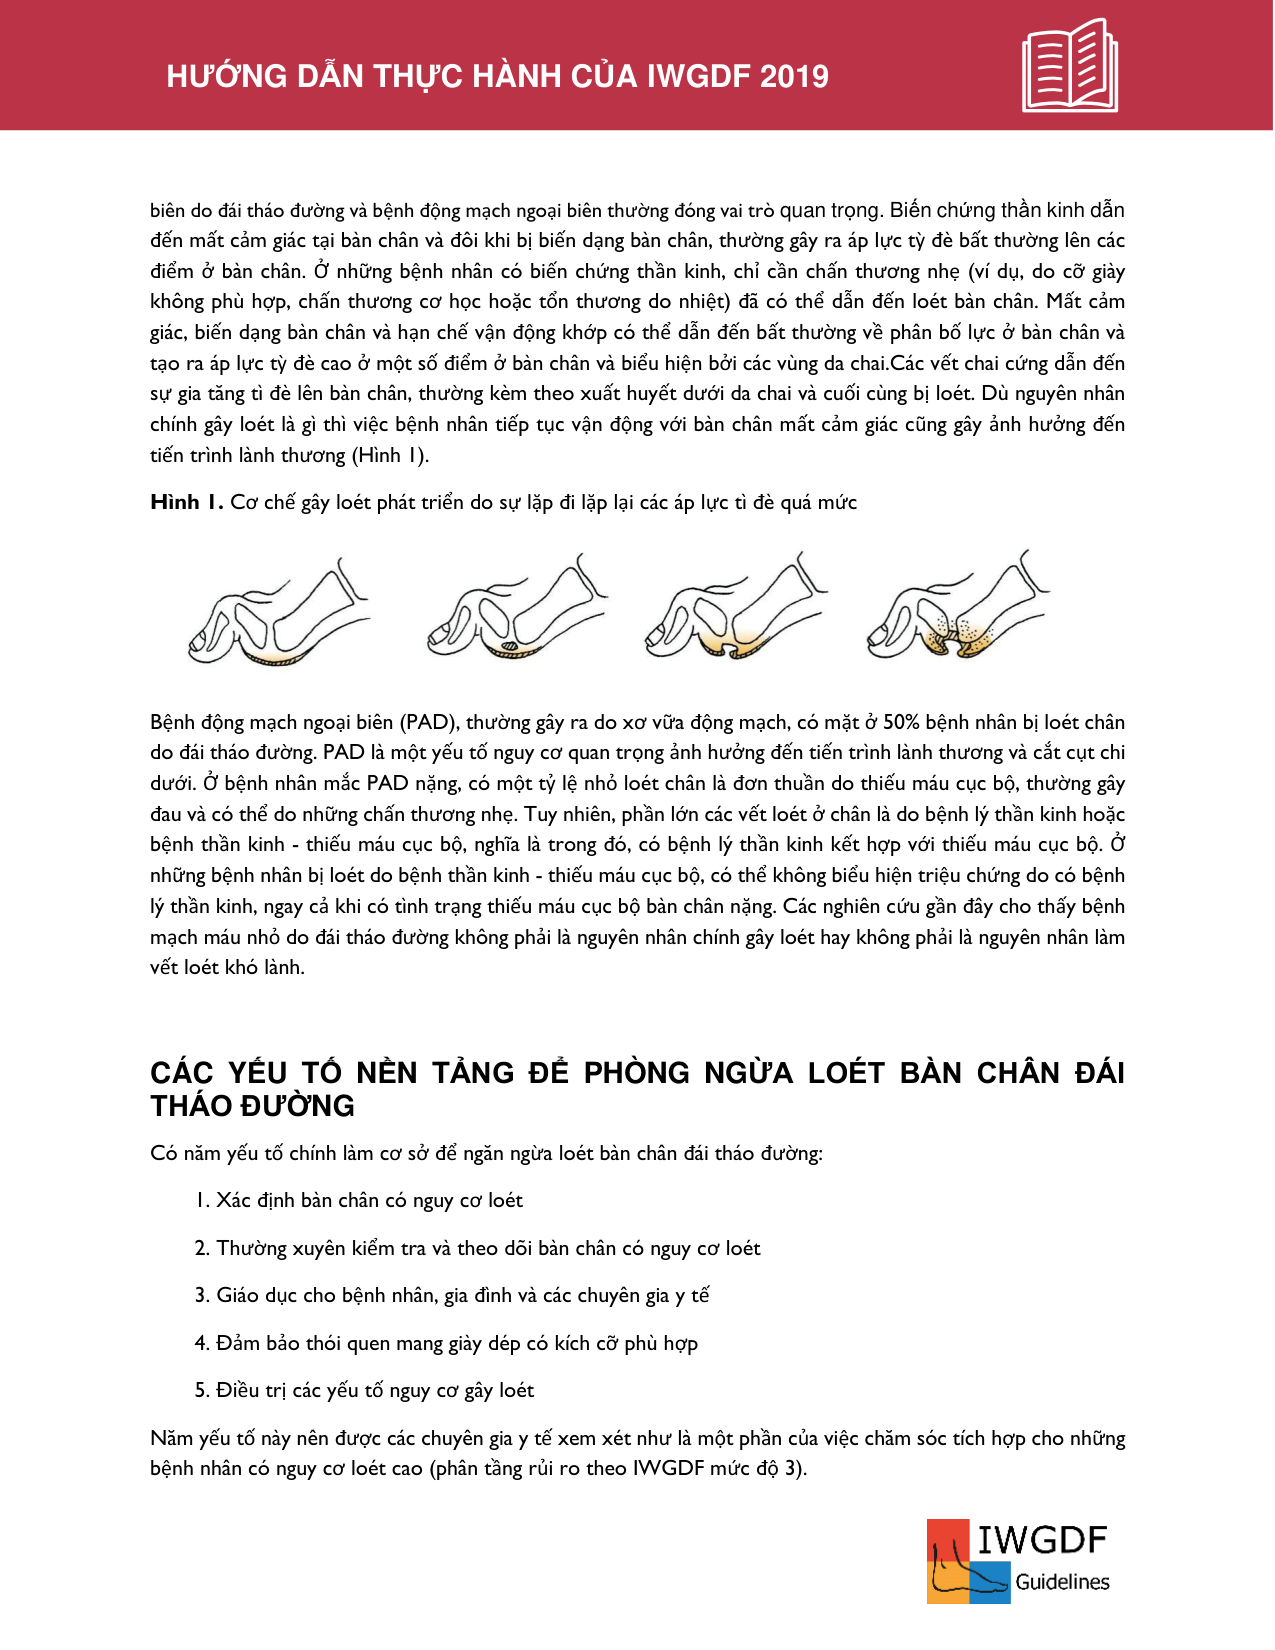 HƯỚNG DẪN THỰC HÀNH CỦA IWGDF 2019
biên do đái tháo đường và bệnh động mạch ngoại biên thường đóng vai trò quan trọng. Biến chứng thần kinh dẫn
đến mất cảm giác tại bàn chân và đôi khi bị biến dạng bàn chân, thường gây ra áp lực tỳ đè bất thường lên các
điểm ở bàn chân. Ở những bệnh nhân có biến chứng thần kinh, chỉ cần chấn thương nhẹ (ví dụ, do cỡ giày
không phù hợp, chấn thương cơ học hoặc tổn thương do nhiệt) đã có thể dẫn đến loét bàn chân. Mất cảm
giác, biến dạng bàn chân và hạn chế vận động khớp có thể dẫn đến bất thường về phân bố lực ở bàn chân và
tạo ra áp lực tỳ đè cao ở một số điểm ở bàn chân và biểu hiện bởi các vùng da chai.Các vết chai cứng dẫn đến
sự gia tăng tì đè lên bàn chân, thường kèm theo xuất huyết dưới da chai và cuối cùng bị loét. Dù nguyên nhân
chính gây loét là gì thì việc bệnh nhân tiếp tục vận động với bàn chân mất cảm giác cũng gây ảnh hưởng đến
tiến trình lành thương (Hình 1).
Hình 1. Cơ chế gây loét phát triển do sự lặp đi lặp lại các áp lực tì đè quá mức
Bệnh động mạch ngoại biên (PAD), thường gây ra do xơ vữa động mạch, có mặt ở 50% bệnh nhân bị loét chân
do đái tháo đường. PAD là một yếu tố nguy cơ quan trọng ảnh hưởng đến tiến trình lành thương và cắt cụt chi
dưới. Ở bệnh nhân mắc PAD nặng, có một tỷ lệ nhỏ loét chân là đơn thuần do thiếu máu cục bộ, thường gây
đau và có thể do những chấn thương nhẹ. Tuy nhiên, phần lớn các vết loét ở chân là do bệnh lý thần kinh hoặc
bệnh thần kinh - thiếu máu cục bộ, nghĩa là trong đó, có bệnh lý thần kinh kết hợp với thiếu máu cục bộ. Ở
những bệnh nhân bị loét do bệnh thần kinh - thiếu máu cục bộ, có thể không biểu hiện triệu chứng do có bệnh
lý thần kinh, ngay cả khi có tình trạng thiếu máu cục bộ bàn chân nặng. Các nghiên cứu gần đây cho thấy bệnh
mạch máu nhỏ do đái tháo đường không phải là nguyên nhân chính gây loét hay không phải là nguyên nhân làm
vết loét khó lành.
CÁC YẾU TỐ NỀN TẢNG ĐỂ PHÒNG NGỪA LOÉT BÀN CHÂN ĐÁI
THÁO ĐƯỜNG
Có năm yếu tố chính làm cơ sở để ngăn ngừa loét bàn chân đái tháo đường:
1. Xác định bàn chân có nguy cơ loét
2. Thường xuyên kiểm tra và theo dõi bàn chân có nguy cơ loét
3. Giáo dục cho bệnh nhân, gia đình và các chuyên gia y tế
4. Đảm bảo thói quen mang giày dép có kích cỡ phù hợp
5. Điều trị các yếu tố nguy cơ gây loét
Năm yếu tố này nên được các chuyên gia y tế xem xét như là một phần của việc chăm sóc tích hợp cho những
bệnh nhân có nguy cơ loét cao (phân tầng rủi ro theo IWGDF mức độ 3).
IWGDF
Guidelines